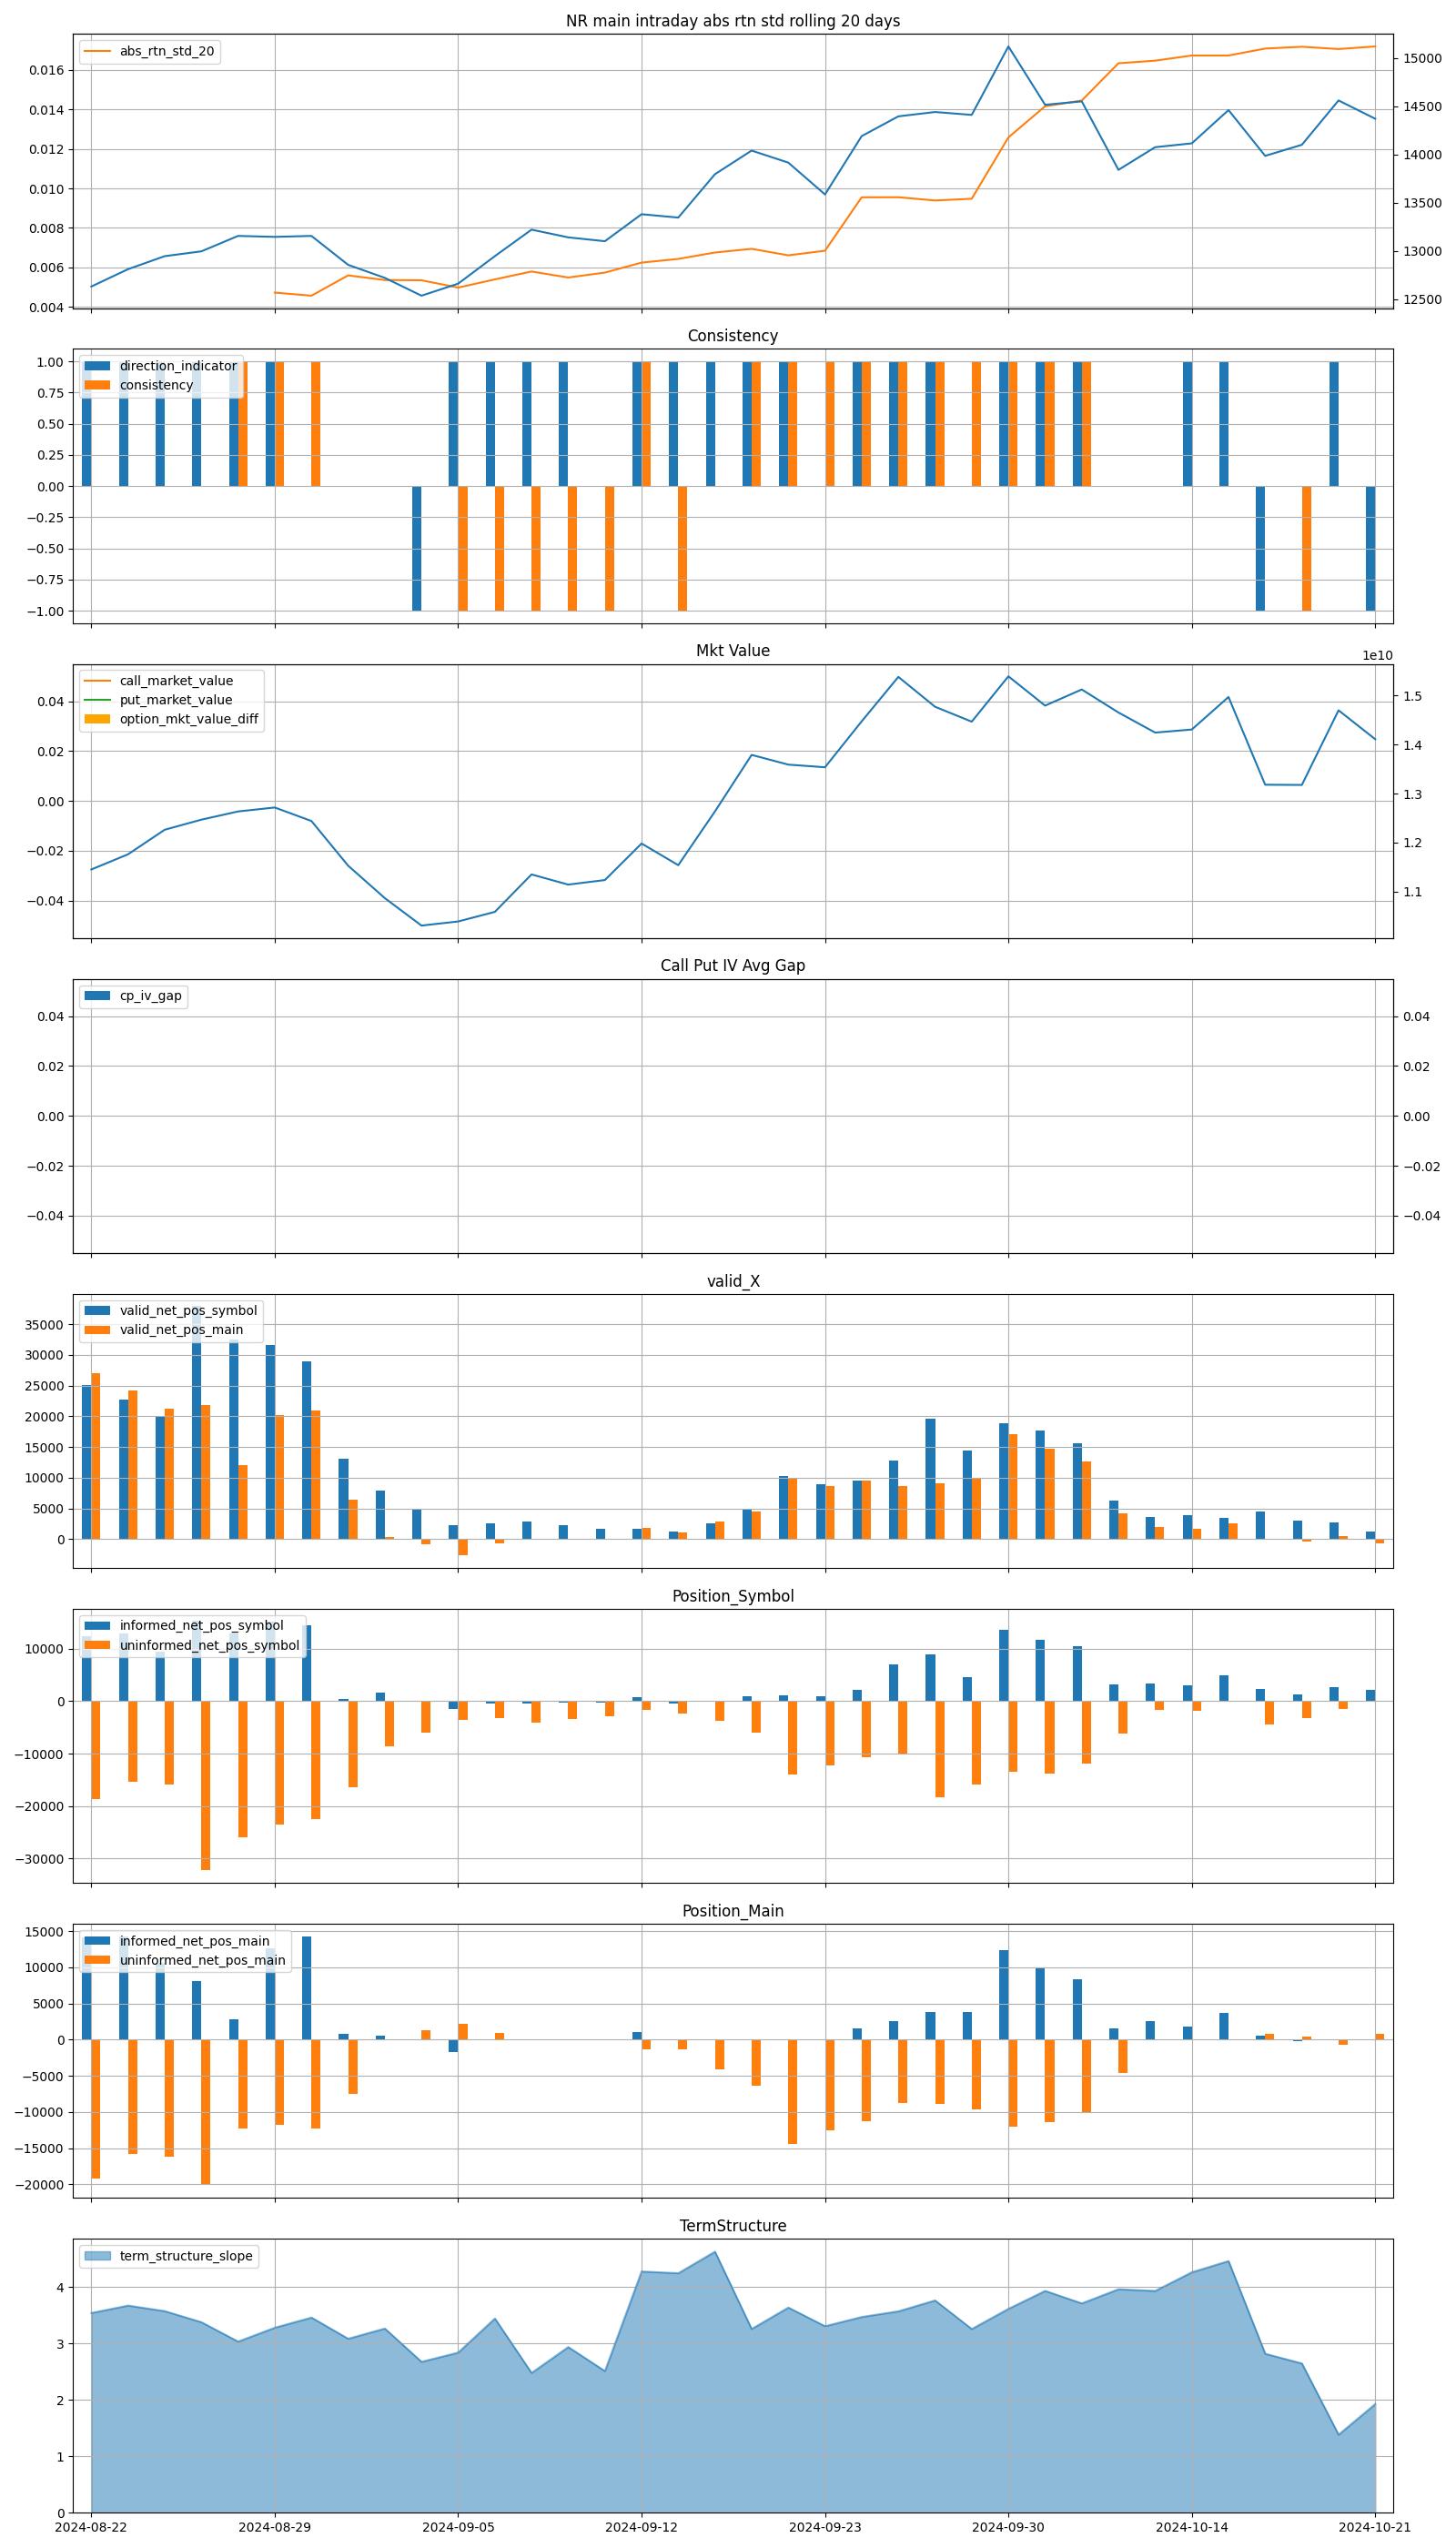 NR main intraday abs rtn std rolling 20 days
abs_rtn_std_20
0.016
0.014
0.012
0.010
0.008
0.006
0.004
15000
14500
14000
13500
13000
12500
Consistency
direction_indicator
consistency
1.00
0.75
0.50
0.25
0.00
−0.25
−0.50
−0.75
−1.00
Mkt Value
1e10
call_market_value
put_market_value
option_mkt_value_diff
0.04
0.02
0.00
−0.02
−0.04
1.5
1.4
1.3
1.2
1.1
Call Put IV Avg Gap
cp_iv_gap
0.04
0.02
0.00
−0.02
−0.04
0.04
0.02
0.00
−0.02
−0.04
valid_X
valid_net_pos_symbol
valid_net_pos_main
35000
30000
25000
20000
15000
10000
5000
0
Position_Symbol
informed_net_pos_symbol
uninformed_net_pos_symbol
10000
0
−10000
−20000
−30000
Position_Main
informed_net_pos_main
uninformed_net_pos_main
15000
10000
5000
0
−5000
−10000
−15000
−20000
TermStructure
term_structure_slope
4
3
2
1
0
2024-08-22 2024-08-29 2024-09-05 2024-09-12 2024-09-23 2024-09-30 2024-10-14 2024-10-21